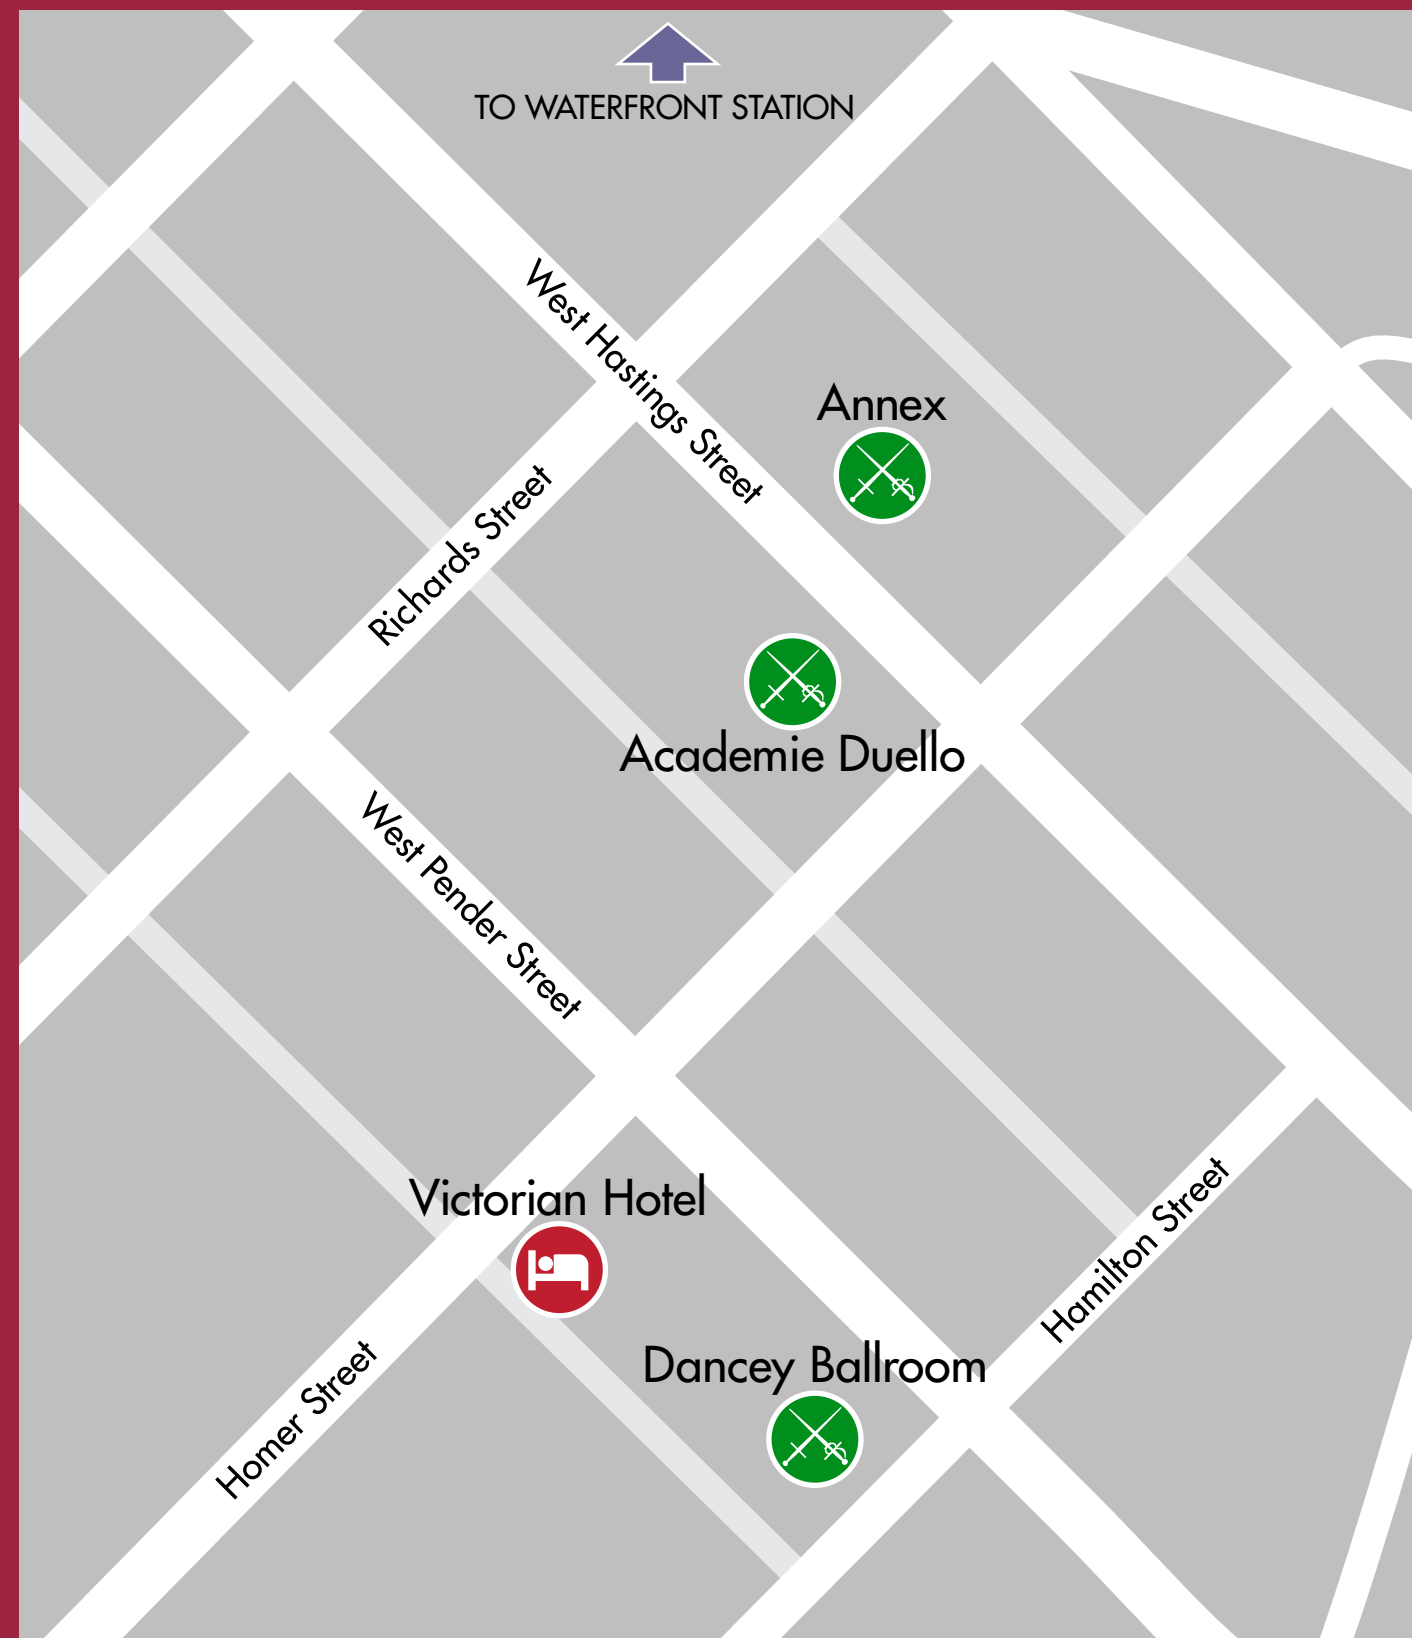 TO WATERFRONT STATION
West Hastings Street
Annex
Richards Street
Academie Duello
West Pender Street
Victorian Hotel
Hamilton Street
Dancey Ballroom
Homer Street